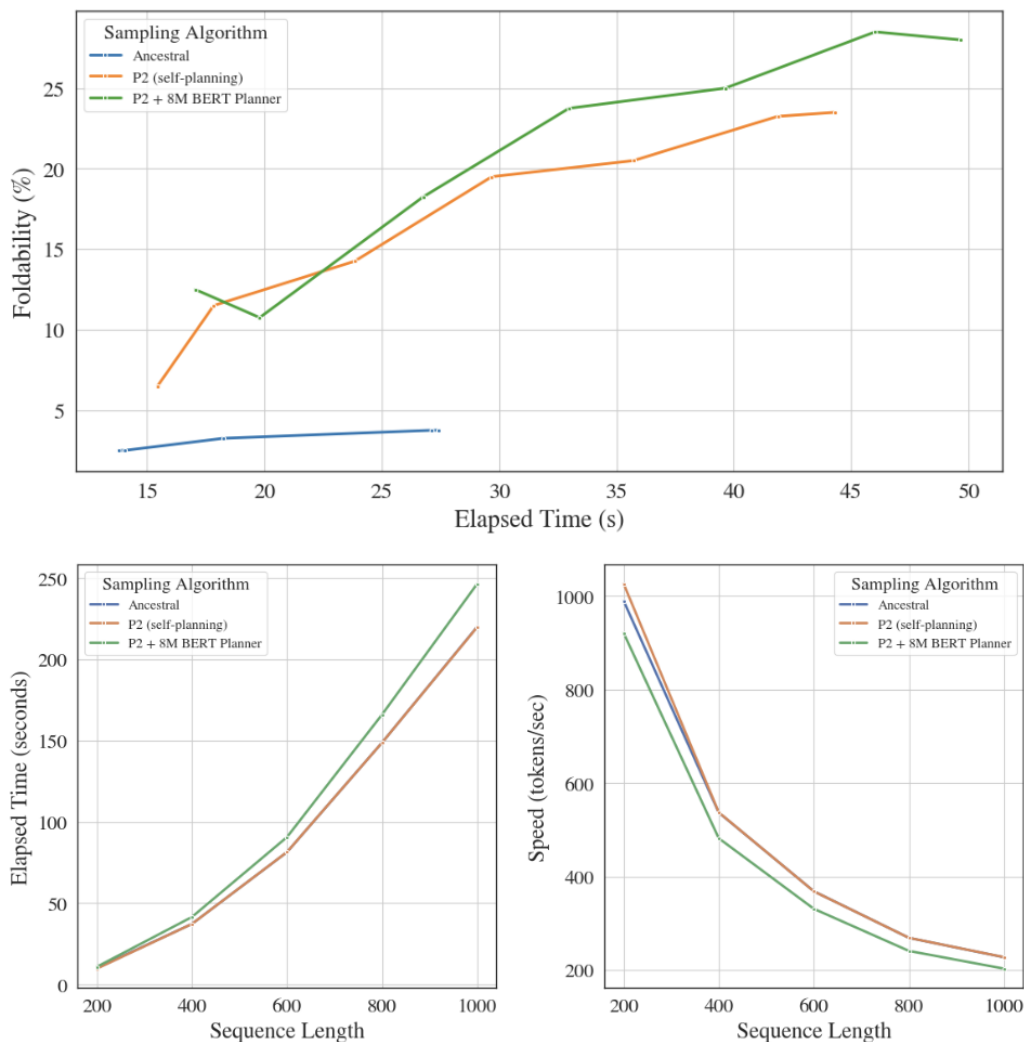 Sampling Algorithm
Ancestral
P2 (self-planning)
P2 + 8M BERT Planner
Foldability (%)
25
20
15
10
5
15 20 25 30 35 40 45 50
Elapsed Time (s)
Sampling Algorithm
Ancestral
P2 (self-planning)
P2 + 8M BERT Planner
Elapsed Time (seconds)
250
200
150
100
50
0
200 400 600 800 1000
Sequence Length
Sampling Algorithm
Ancestral
P2 (self-planning)
P2 + 8M BERT Planner
Speed (tokens/sec)
1000
800
600
400
200
200 400 600 800 1000
Sequence Length